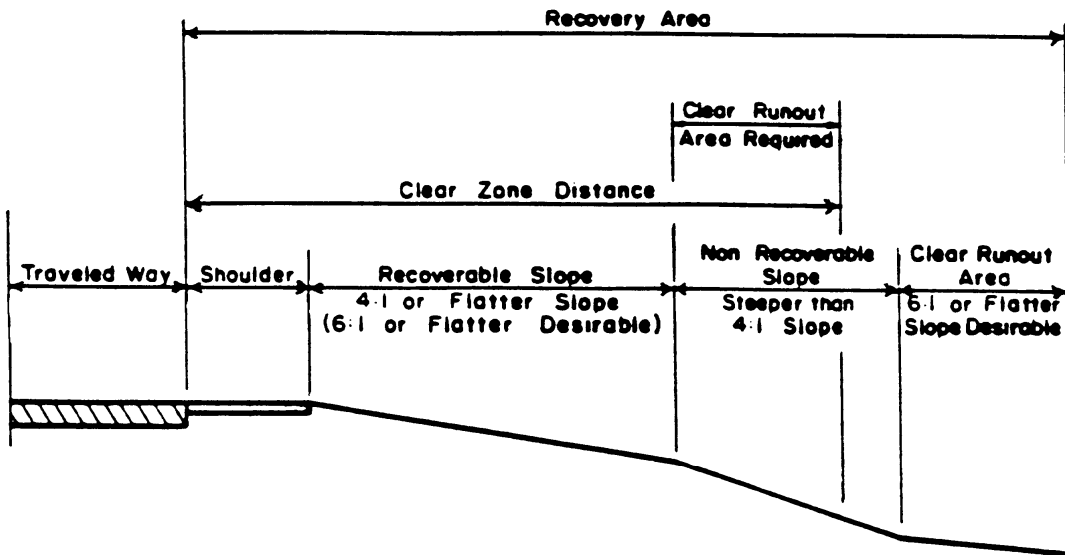 Recovery Area
Clear Runout
Area Required
Clear Zone Distance
Traveled Way
Shoulder
Recoverable Slope
4:1 or Flatter Slope
(6:1 or Flatter Desirable)
Non Recoverable
Slope
Steeper than
4:1 Slope
Clear Runout
Area
6:1 or Flatter
Slope Desirable